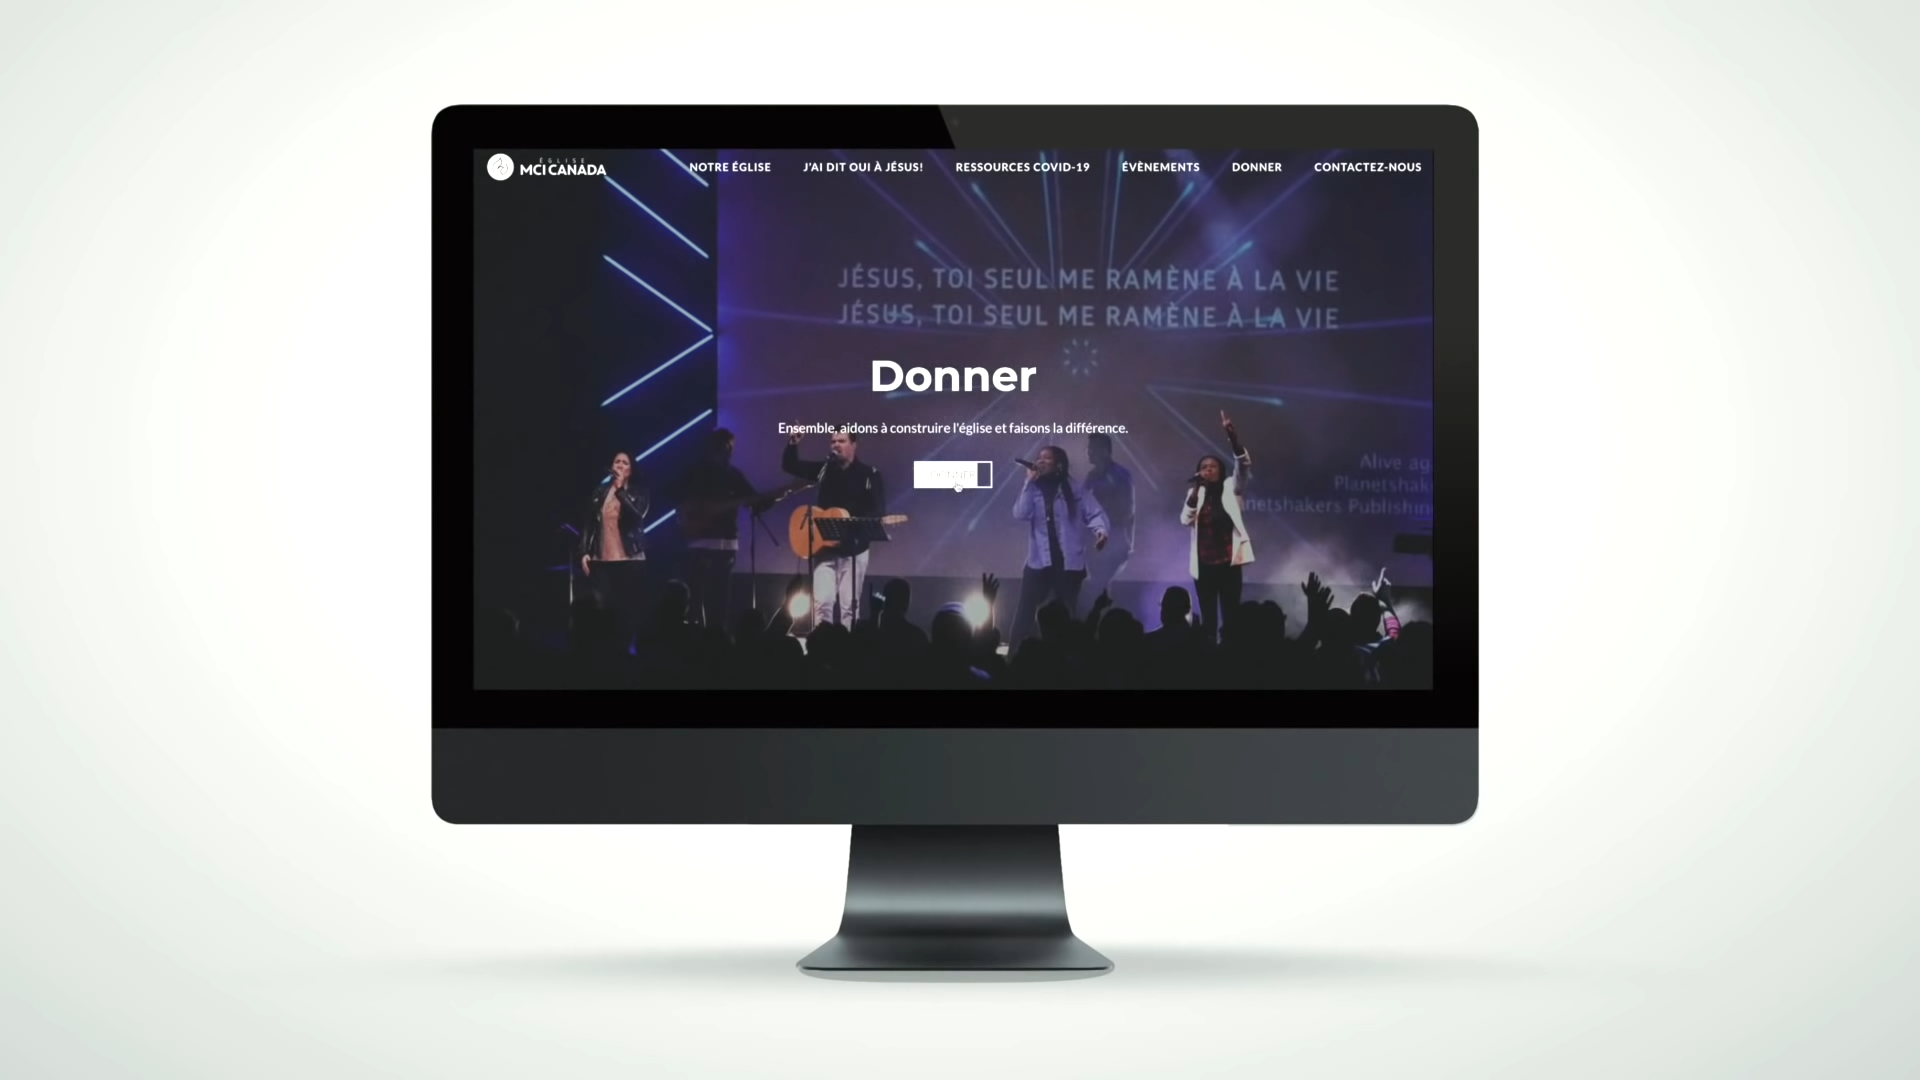 ÉGLISE
MCI CANADA
NOTRE ÉGLISE J'AI DIT OUI À JÉSUS! RESSOURCES COVID-19 ÉVÈNEMENTS DONNER CONTACTEZ-NOUS
JÉSUS, TOI SEUL ME RAMÈNE À LA VIE
JÉSUS, TOI SEUL ME RAMÈNE À LA VIE
Donner
Ensemble, aidons à construire l'église et faisons la différence.
DONNER
Alive ag
Planetshak
netshakers Publishin